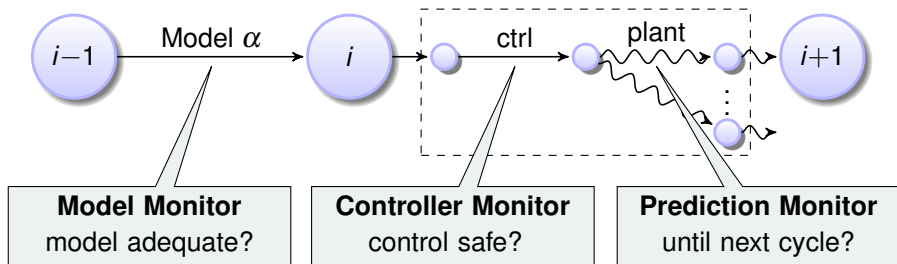 i−1
Model α
i
ctrl
plant
i+1
⋮
Model Monitor
model adequate?
Controller Monitor
control safe?
Prediction Monitor
until next cycle?